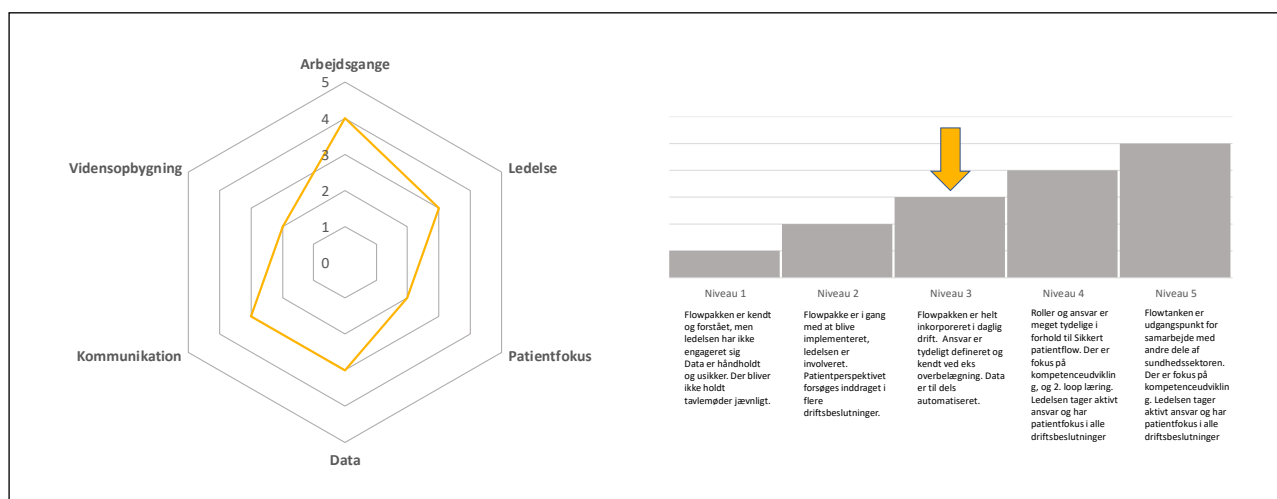 Arbejdsgange
5
4
3
2
1
0
Ledelse
Patientfokus
Data
Kommunikation
Vidensopbygning
Niveau 1
Flowpakken er kendt
og forstået, men
ledelsen har ikke
engageret sig
Data er håndholdt
og usikker. Der bliver
ikke holdt
tavlemøder jævnligt.
Niveau 2
Flowpakke er i gang
med at blive
implementeret,
ledelsen er
involveret.
Patientperspektivet
forsøges inddraget i
flere
driftsbeslutninger.
Niveau 3
Flowpakken er helt
inkorporeret i daglig
drift. Ansvar er
tydeligt defineret og
kendt ved eks
overbelægning. Data
er til dels
automatiseret.
Niveau 4
Roller og ansvar er
meget tydelige i
forhold til Sikkert
patientflow. Der er
fokus på
kompetenceudviklin
g, og 2. loop læring.
Ledelsen tager aktivt
ansvar og har
patientfokus i alle
driftsbeslutninger
Niveau 5
Flowtanken er
udgangspunkt for
samarbejde med
andre dele af
sundhedssektoren.
Der er fokus på
kompetenceudviklin
g. Ledelsen tager
aktivt ansvar og har
patientfokus i alle
driftsbeslutninger